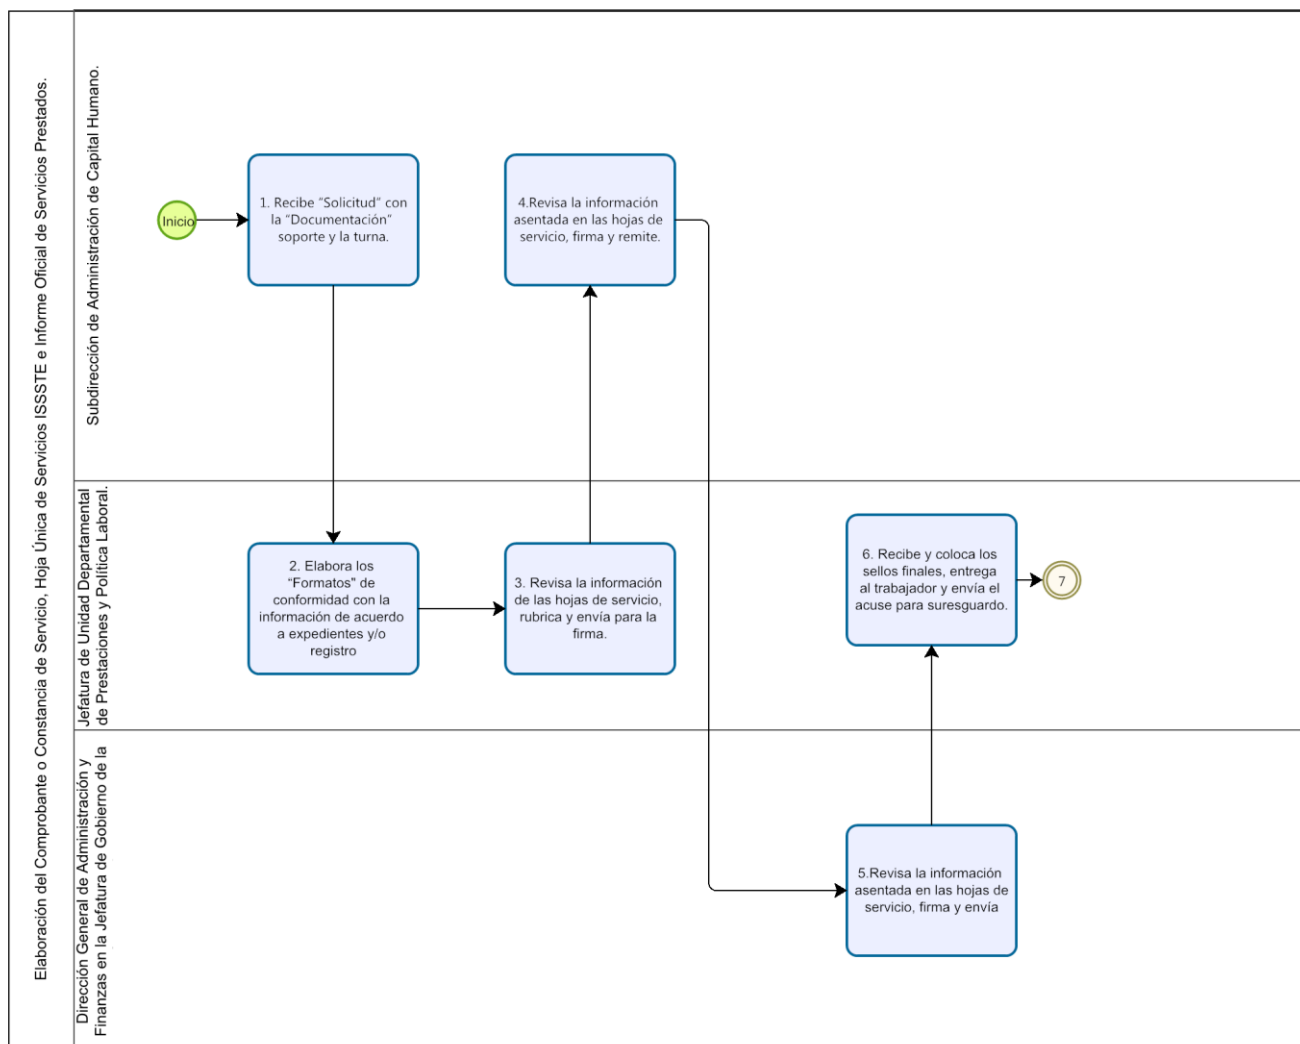 Elaboración del Comprobante o Constancia de Servicio, Hoja Única de Servicios ISSSTE e Informe Oficial de Servicios Prestados.
Subdirección de Administración de Capital Humano.
Inicio
1. Recibe “Solicitud” con
la “Documentación”
soporte y la turna.
4.Revisa la información
asentada en las hojas de
servicio, firma y remite.
Jefatura de Unidad Departamental
de Prestaciones y Política Laboral.
2. Elabora los
“Formatos" de
conformidad con la
información de acuerdo
a expedientes y/o
registro
3. Revisa la información
de las hojas de servicio,
rubrica y envía para la
firma.
6. Recibe y coloca los
sellos finales, entrega
al trabajador y envía el
acuse para suresguardo.
7
Dirección General de Administración y
Finanzas en la Jefatura de Gobierno de la
5.Revisa la información
asentada en las hojas de
servicio, firma y envía